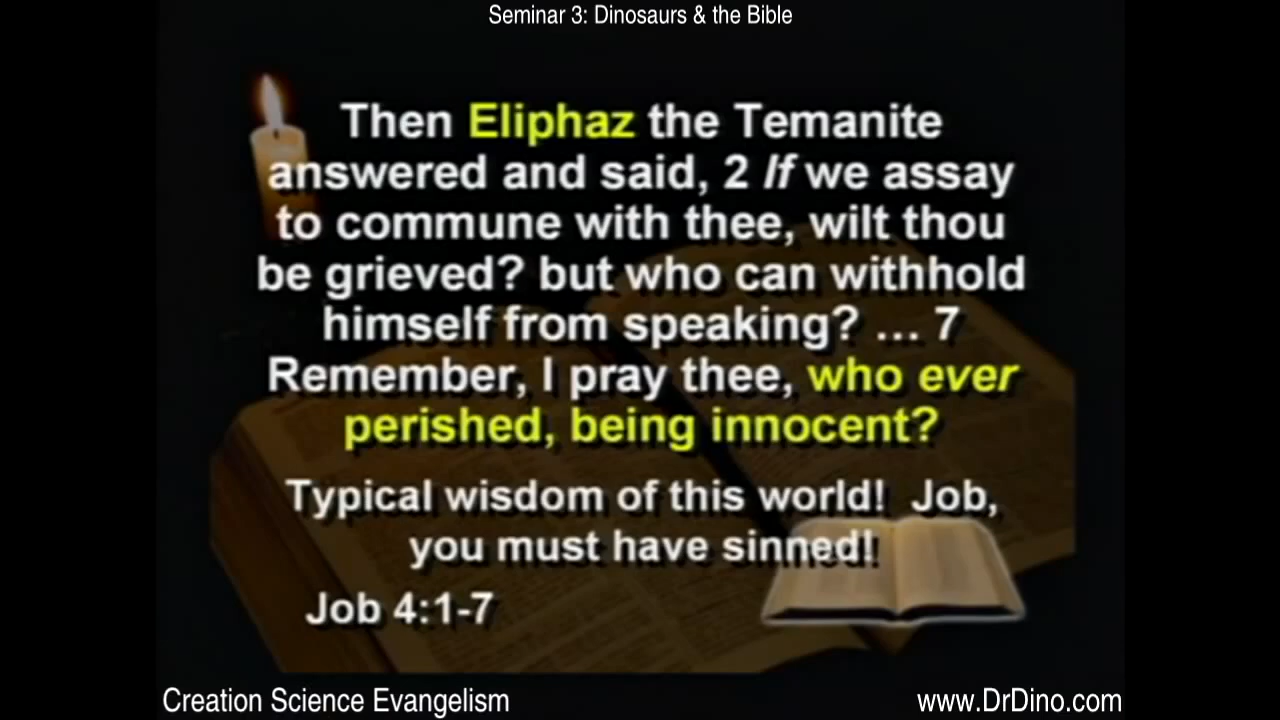 Seminar 3: Dinosaurs & the Bible
Then Eliphaz the Temanite
answered and said, 2 If we assay
to commune with thee, wilt thou
be grieved? but who can withhold
himself from speaking? ... 7
Remember, I pray thee, who ever
perished, being innocent?
Typical wisdom of this world! Job,
you must have sinned!
Job 4:1-7
Creation Science Evangelism
www.DrDino.com